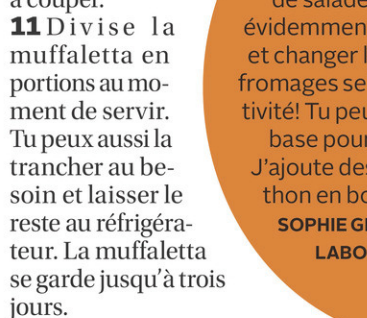 à couper.
11 Divise la
muffaletta en
portions au mo-
ment de servir.
Tu peux aussi la
trancher au be-
soin et laisser le
reste au réfrigéra-
teur. La muffaletta
se garde jusqu'à trois
jours.
de salade
évidemmen
et changer l
fromages se
tivité! Tu peu
base pour
J'ajoute des
thon en bo
SOPHIE G
LABO